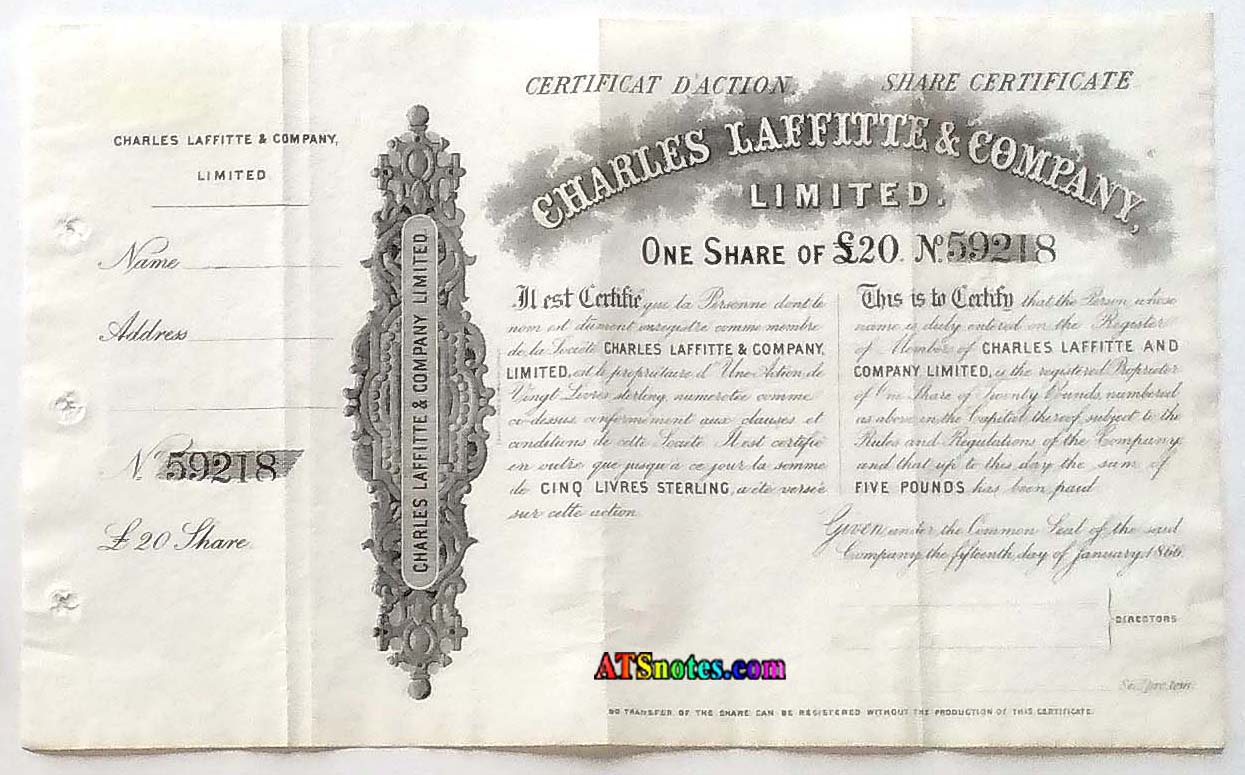 CERTIFICAT D'ACTION. SHARE CERTIFICATE
CHARLES LAFFITTE & COMPANY,
LIMITED.
ONE SHARE OF £20. No. 59218
CHARLES LAFFITTE & COMPANY,
LIMITED
Name
Address
No 59218
£20 Share.
CHARLES LAFFITTE & COMPANY LIMITED.
Il est Certifié que la Personne dont le
nom est dûment enregistré comme membre
de la Société CHARLES LAFFITTE & COMPANY,
LIMITED, est le propriétaire d'Une Action de
Vingt Livres sterling, numerotée comme
ci-dessus conformément aux clauses et
conditions de cette Société Il est certifié
en outre que jusqu'à ce jour la somme
de CINQ LIVRES STERLING, a été versée
sur cette action
This is to Certify that the Person whose
name is duly entered on the Register
of Member of CHARLES LAFFITTE AND
COMPANY LIMITED, is the registered Proprietor
of One Share of Twenty Pounds, numbered
as above in the Capital thereof subject to the
Rules and Regulations of the Company
and that up to this day the sum of
FIVE POUNDS has been paid
Given under the Common Seal of the said
Company, the fifteenth day of January, 1866.
DIRECTORS
Sec. pro. tem.
NO TRANSFER OF THE SHARE CAN BE REGISTERED WITHOUT THE PRODUCTION OF THIS CERTIFICATE.
ATSnotes.com